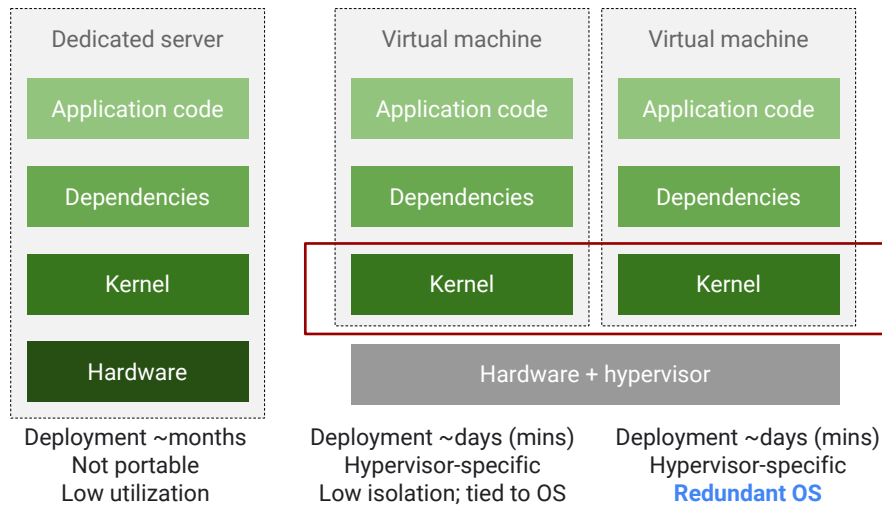 Dedicated server
Application code
Dependencies
Kernel
Hardware
Deployment ~months
Not portable
Low utilization
Virtual machine
Application code
Dependencies
Kernel
Virtual machine
Application code
Dependencies
Kernel
Hardware + hypervisor
Deployment ~days (mins)
Hypervisor-specific
Low isolation; tied to OS
Deployment ~days (mins)
Hypervisor-specific
Redundant OS